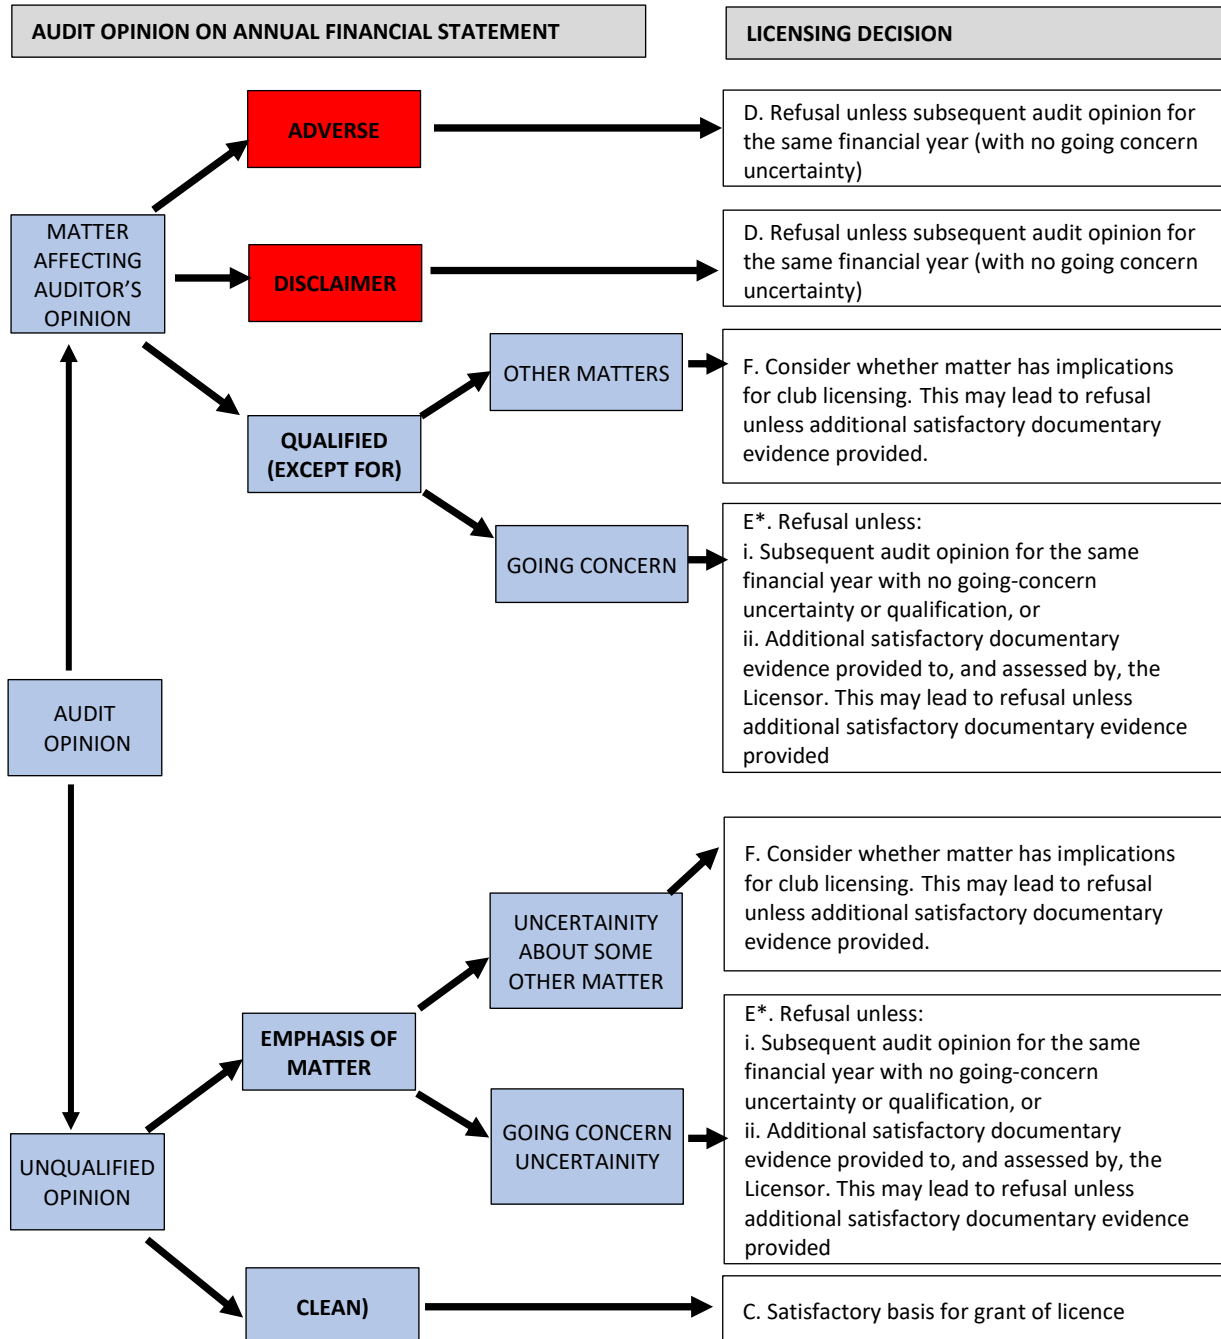 AUDIT OPINION ON ANNUAL FINANCIAL STATEMENT
LICENSING DECISION
ADVERSE
D. Refusal unless subsequent audit opinion for
the same financial year (with no going concern
uncertainty)
MATTER
AFFECTING
AUDITOR’S
OPINION
DISCLAIMER
D. Refusal unless subsequent audit opinion for
the same financial year (with no going concern
uncertainty)
OTHER MATTERS
F. Consider whether matter has implications
for club licensing. This may lead to refusal
unless additional satisfactory documentary
evidence provided.
QUALIFIED
(EXCEPT FOR)
GOING CONCERN
E*. Refusal unless:
i. Subsequent audit opinion for the same
financial year with no going-concern
uncertainty or qualification, or
ii. Additional satisfactory documentary
evidence provided to, and assessed by, the
Licensor. This may lead to refusal unless
additional satisfactory documentary evidence
provided
AUDIT
OPINION
F. Consider whether matter has implications
for club licensing. This may lead to refusal
unless additional satisfactory documentary
evidence provided.
UNCERTAINITY
ABOUT SOME
OTHER MATTER
EMPHASIS OF
MATTER
GOING CONCERN
UNCERTAINITY
E*. Refusal unless:
i. Subsequent audit opinion for the same
financial year with no going-concern
uncertainty or qualification, or
ii. Additional satisfactory documentary
evidence provided to, and assessed by, the
Licensor. This may lead to refusal unless
additional satisfactory documentary evidence
provided
UNQUALIFIED
OPINION
CLEAN)
C. Satisfactory basis for grant of licence